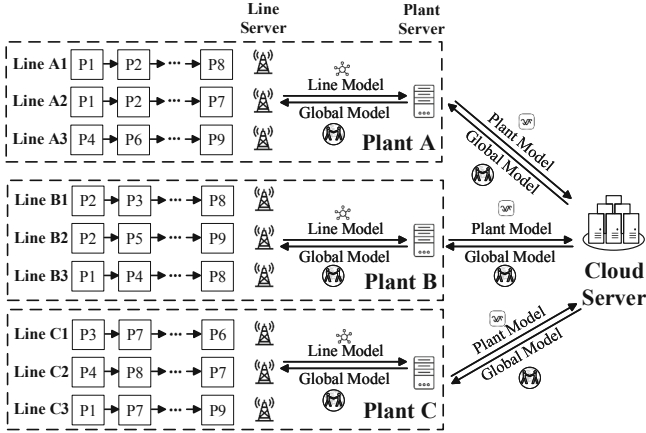 Line Server
Plant Server
Line A1 P1 P2 ... P8
Line A2 P1 P2 ... P7
Line A3 P4 P6 ... P9
Line Model
Global Model
Plant A
Plant Model
Global Model
Line B1 P2 P3 ... P8
Line B2 P2 P5 ... P9
Line B3 P1 P4 ... P8
Line Model
Global Model
Plant B
Plant Model
Global Model
Cloud
Server
Line C1 P3 P7 ... P6
Line C2 P4 P8 ... P7
Line C3 P1 P7 ... P9
Line Model
Global Model
Plant C
Plant Model
Global Model